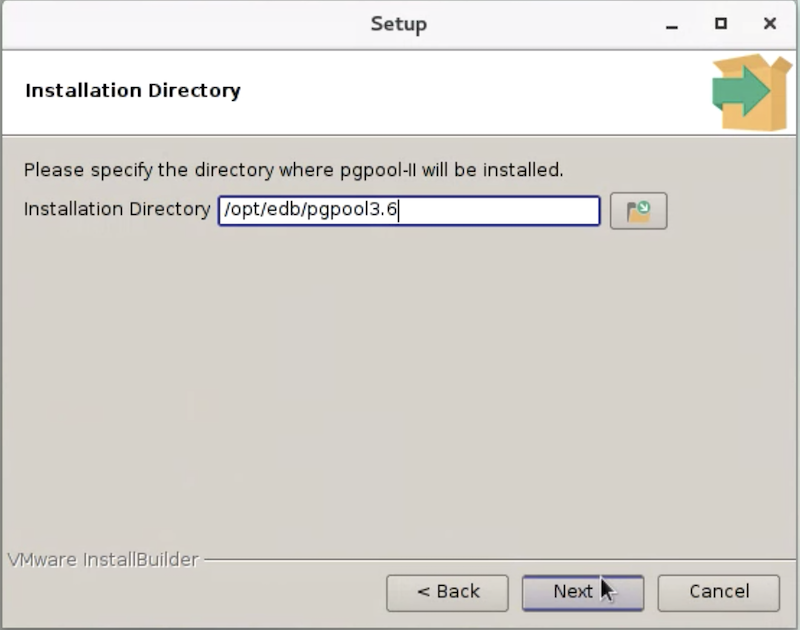 Setup
Installation Directory
Please specify the directory where pgpool-II will be installed.
Installation Directory /opt/edb/pgpool3.6
VMware InstallBuilder
< Back Next Cancel